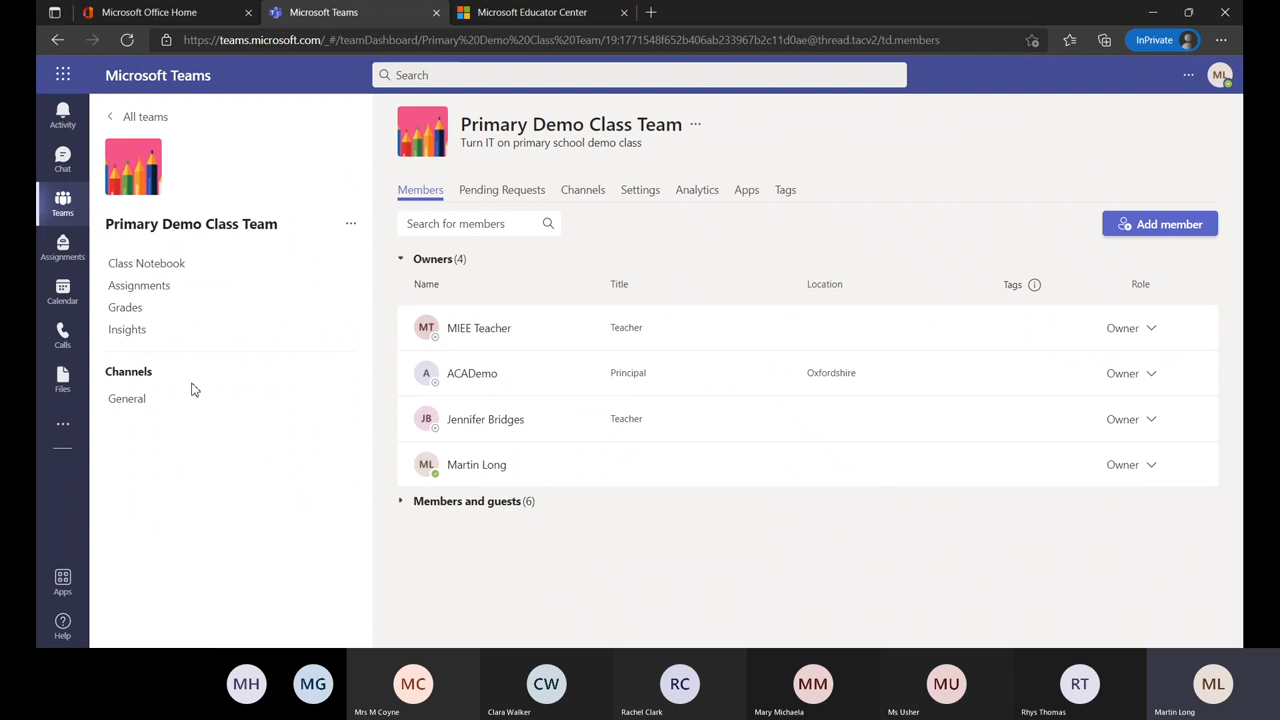 Microsoft Office Home
Microsoft Teams
Microsoft Educator Center
https://teams.microsoft.com/_#/teamDashboard/Primary%20Demo%20Class%20Team/19:1771548f652b406ab233967b2c11d0ae@thread.tacv2/td.members
InPrivate
Microsoft Teams
Search
ML
Activity
Chat
Teams
Assignments
Calendar
Calls
Files
Apps
Help
All teams
Primary Demo Class Team
Class Notebook
Assignments
Grades
Insights
Channels
General
Primary Demo Class Team
Turn IT on primary school demo class
Members Pending Requests Channels Settings Analytics Apps Tags
Search for members
Add member
Owners (4)
Name Title Location Tags Role
MT MIEE Teacher Teacher Owner
A ACADemo Principal Oxfordshire Owner
JB Jennifer Bridges Teacher Owner
ML Martin Long Owner
Members and guests (6)
MH MG MC CW RC MM MU RT ML
Mrs M Coyne Clara Walker Rachel Clark Mary Michaela Ms Usher Rhys Thomas Martin Long